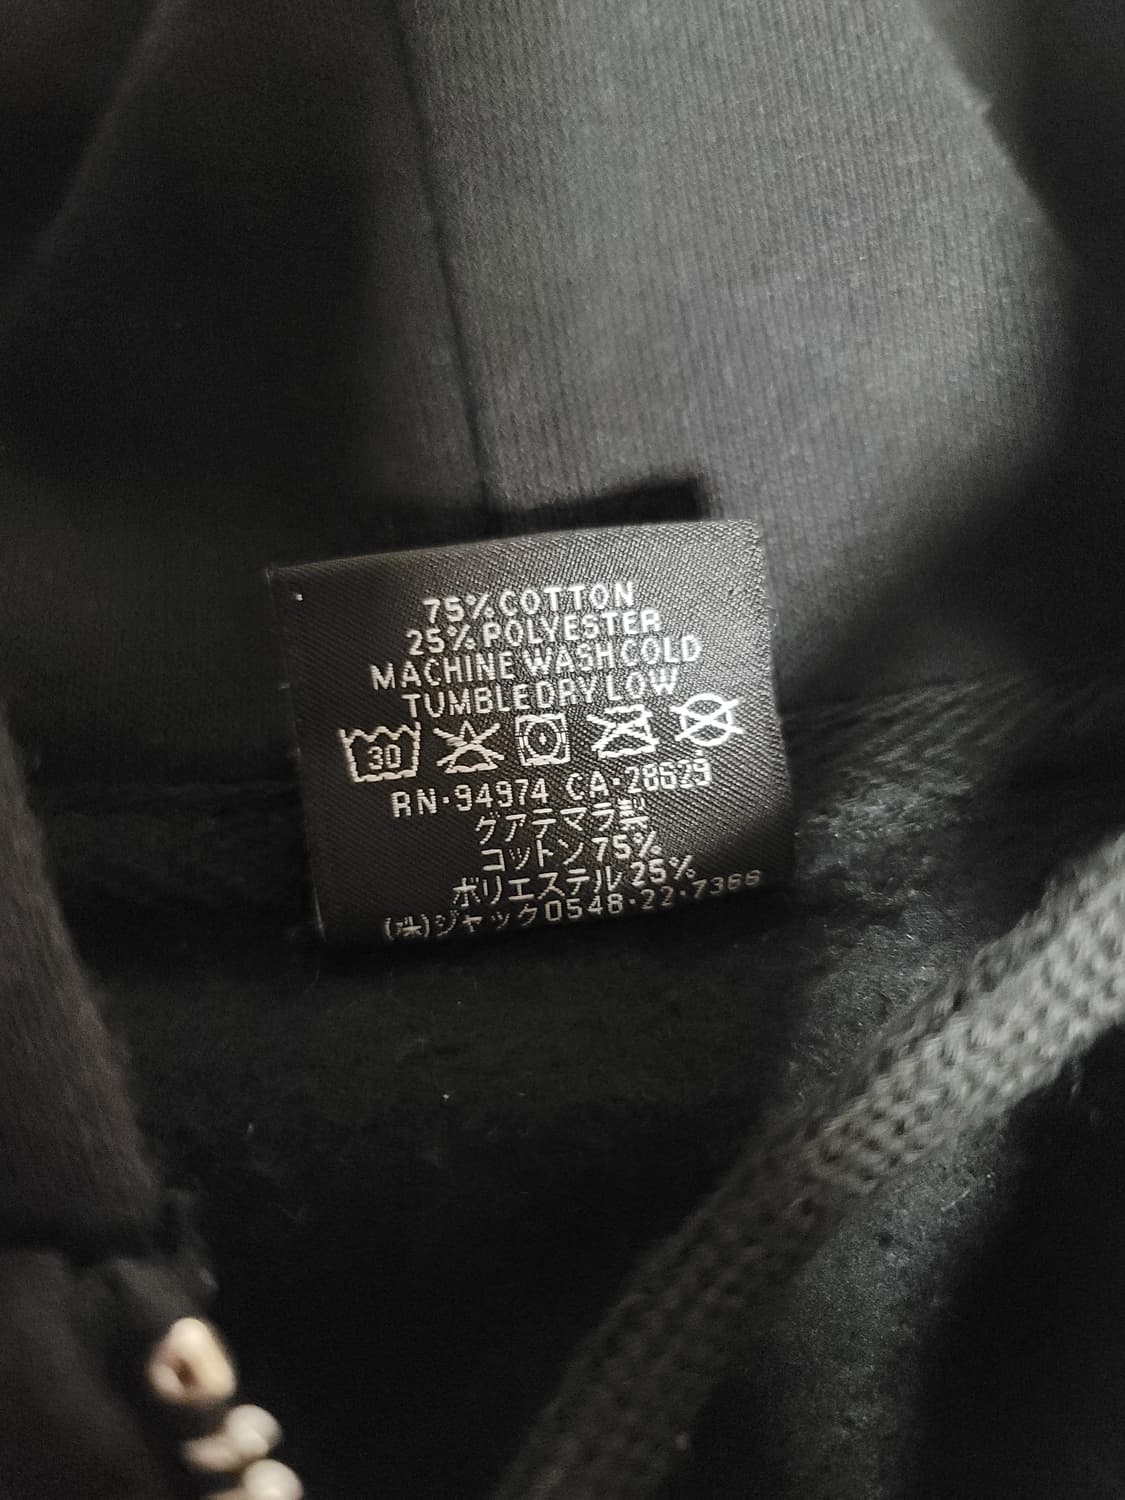 75% COTTON
25% POLYESTER
MACHINE WASH COLD
TUMBLE DRY LOW
30
RN·94974 CA·28629
グアテマラ製
コットン75%
ポリエステル25%
(株)ジャック0548·22·7366